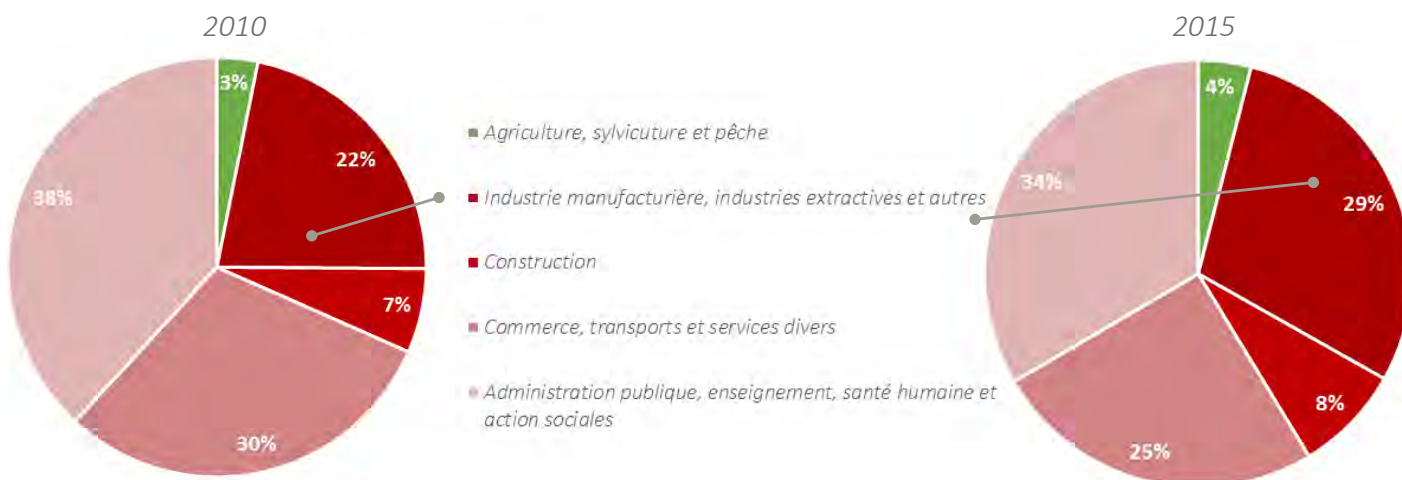 2010
3%
22%
38%
7%
30%
Agriculture, sylvicuture et pêche
Industrie manufacturière, industries extractives et autres
Construction
Commerce, transports et services divers
Administration publique, enseignement, santé humaine et
action sociales
2015
4%
34%
29%
8%
25%